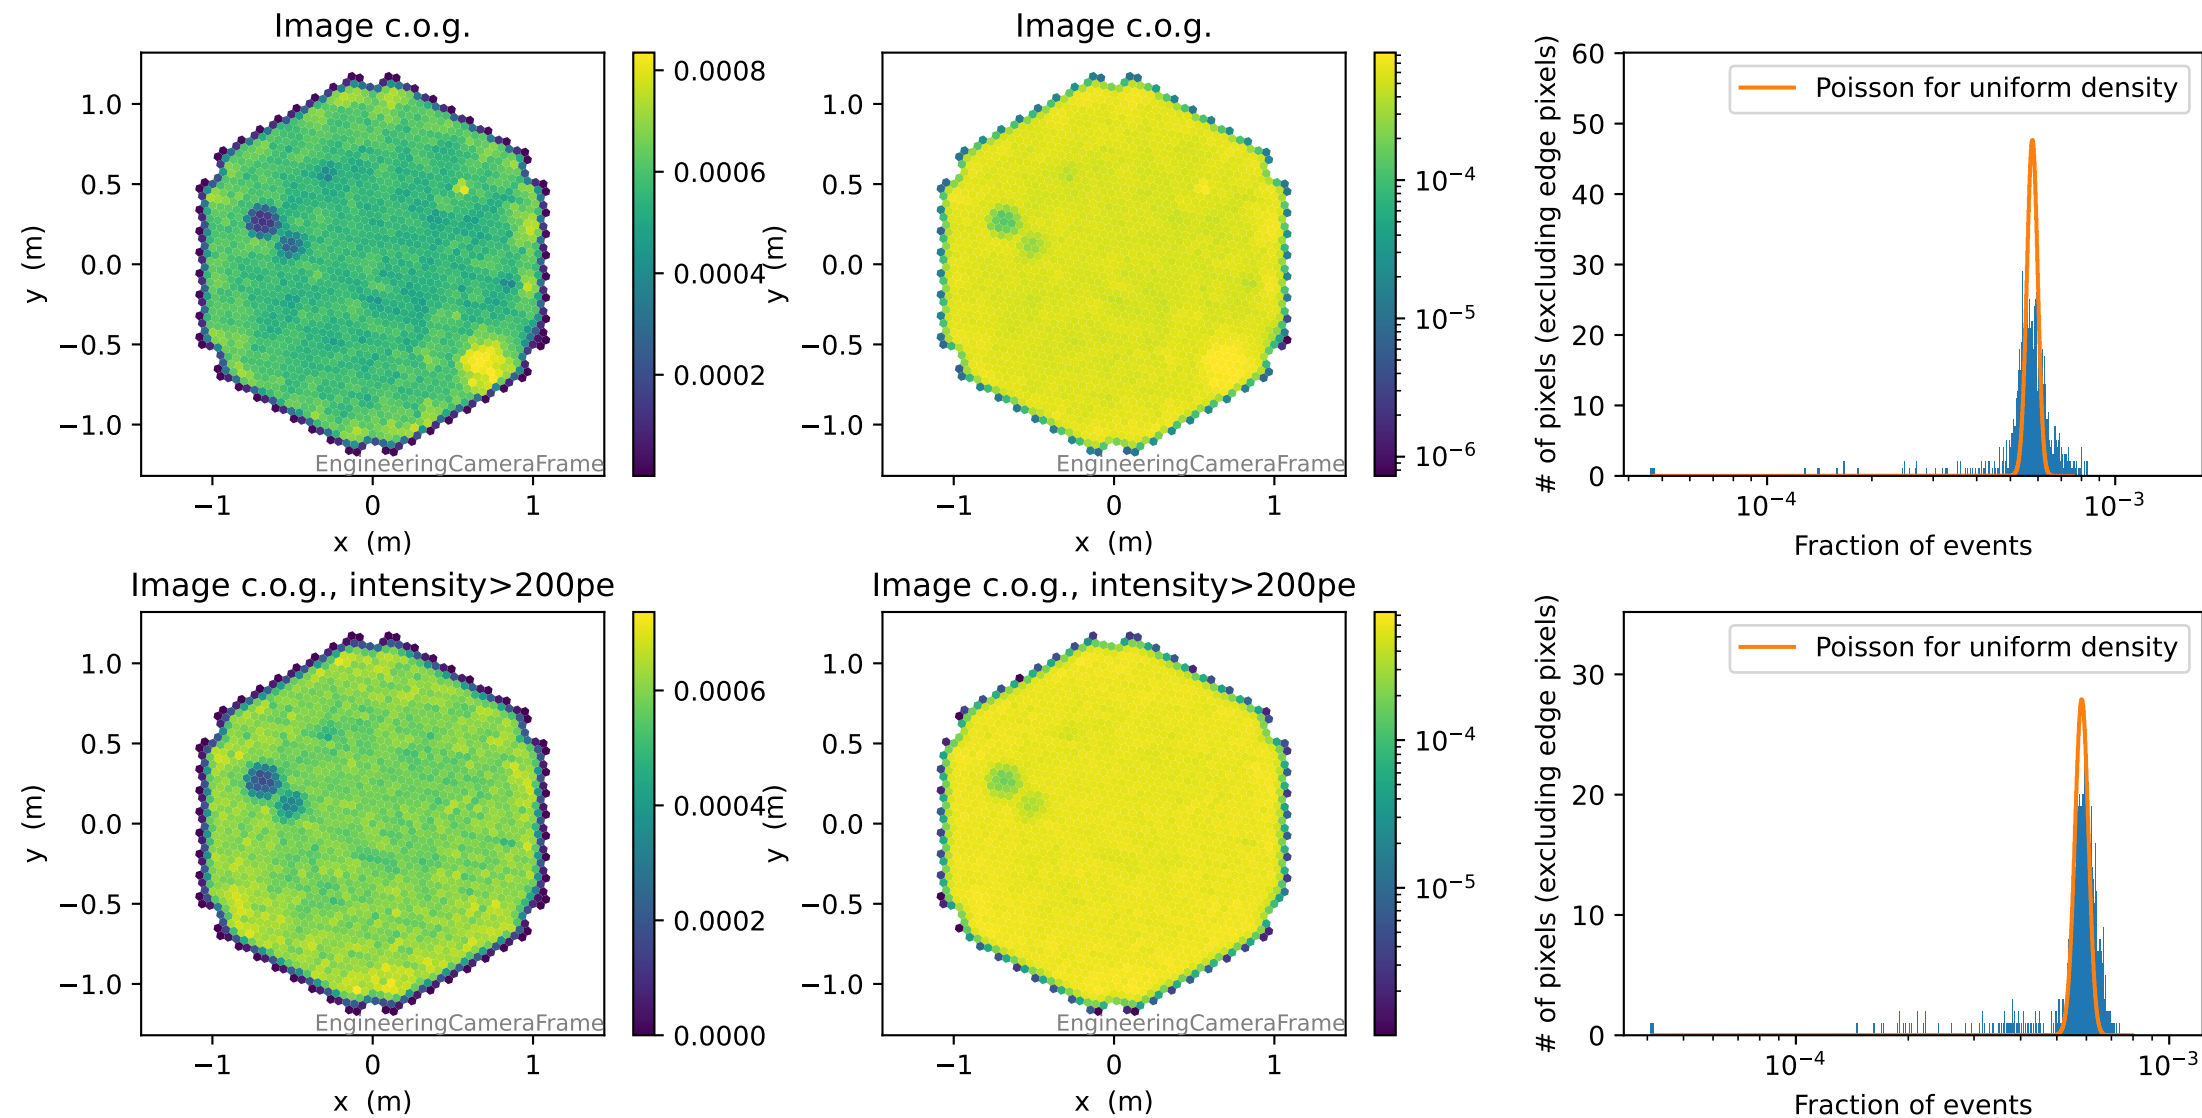 Image c.o.g.
1.0
0.5
0.0
−0.5
−1.0
y (m)
−1 0 1
x (m)
EngineeringCameraFrame
0.0008
0.0006
0.0004
0.0002
Image c.o.g.
1.0
0.5
0.0
−0.5
−1.0
y (m)
−1 0 1
x (m)
EngineeringCameraFrame
10−4
10−5
10−6
60
50
40
30
20
10
0
# of pixels (excluding edge pixels)
Poisson for uniform density
10−4 10−3
Fraction of events
Image c.o.g., intensity>200pe
1.0
0.5
0.0
−0.5
−1.0
y (m)
−1 0 1
x (m)
EngineeringCameraFrame
0.0006
0.0004
0.0002
0.0000
Image c.o.g., intensity>200pe
1.0
0.5
0.0
−0.5
−1.0
y (m)
−1 0 1
x (m)
EngineeringCameraFrame
10−4
10−5
30
20
10
0
# of pixels (excluding edge pixels)
Poisson for uniform density
10−4 10−3
Fraction of events